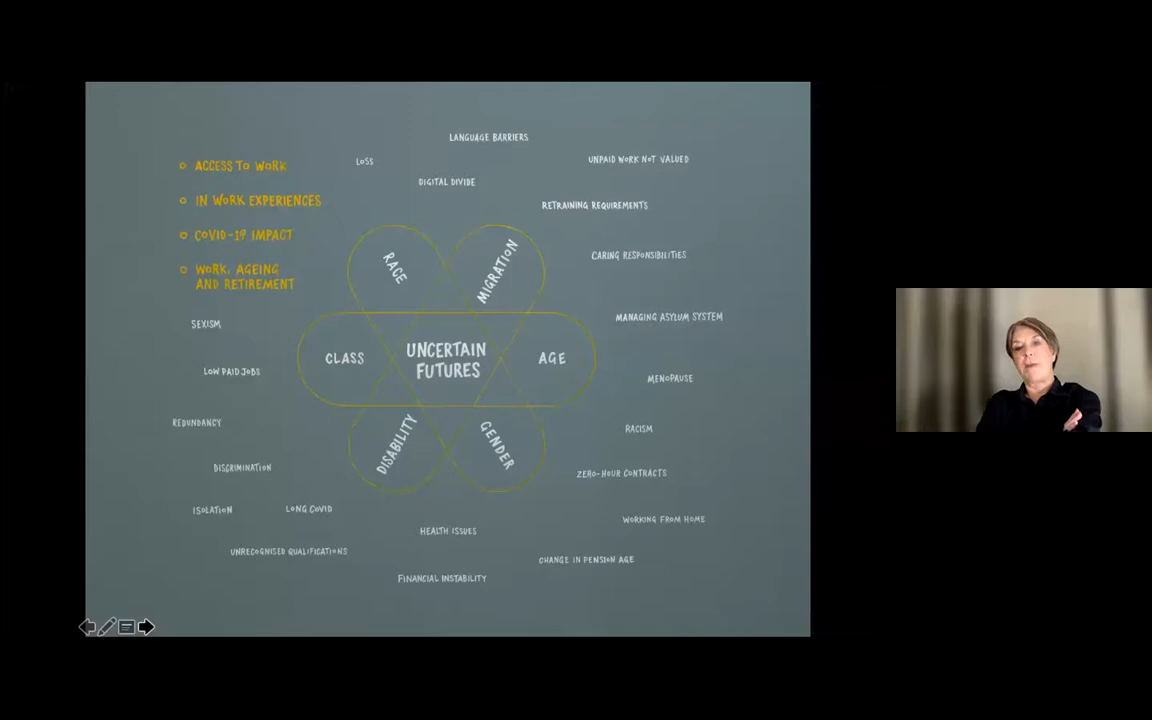 LANGUAGE BARRIERS
LOSS
UNPAID WORK NOT VALUED
ACCESS TO WORK
DIGITAL DIVIDE
IN WORK EXPERIENCES
RETRAINING REQUIREMENTS
COVID-19 IMPACT
CARING RESPONSIBILITIES
WORK, AGEING
AND RETIREMENT
RACE
MIGRATION
SEXISM
MANAGING ASYLUM SYSTEM
CLASS
UNCERTAIN
FUTURES
AGE
LOW PAID JOBS
MENOPAUSE
REDUNDANCY
RACISM
DISABILITY
GENDER
DISCRIMINATION
ZERO-HOUR CONTRACTS
ISOLATION
LONG COVID
WORKING FROM HOME
HEALTH ISSUES
UNRECOGNISED QUALIFICATIONS
CHANGE IN PENSION AGE
FINANCIAL INSTABILITY